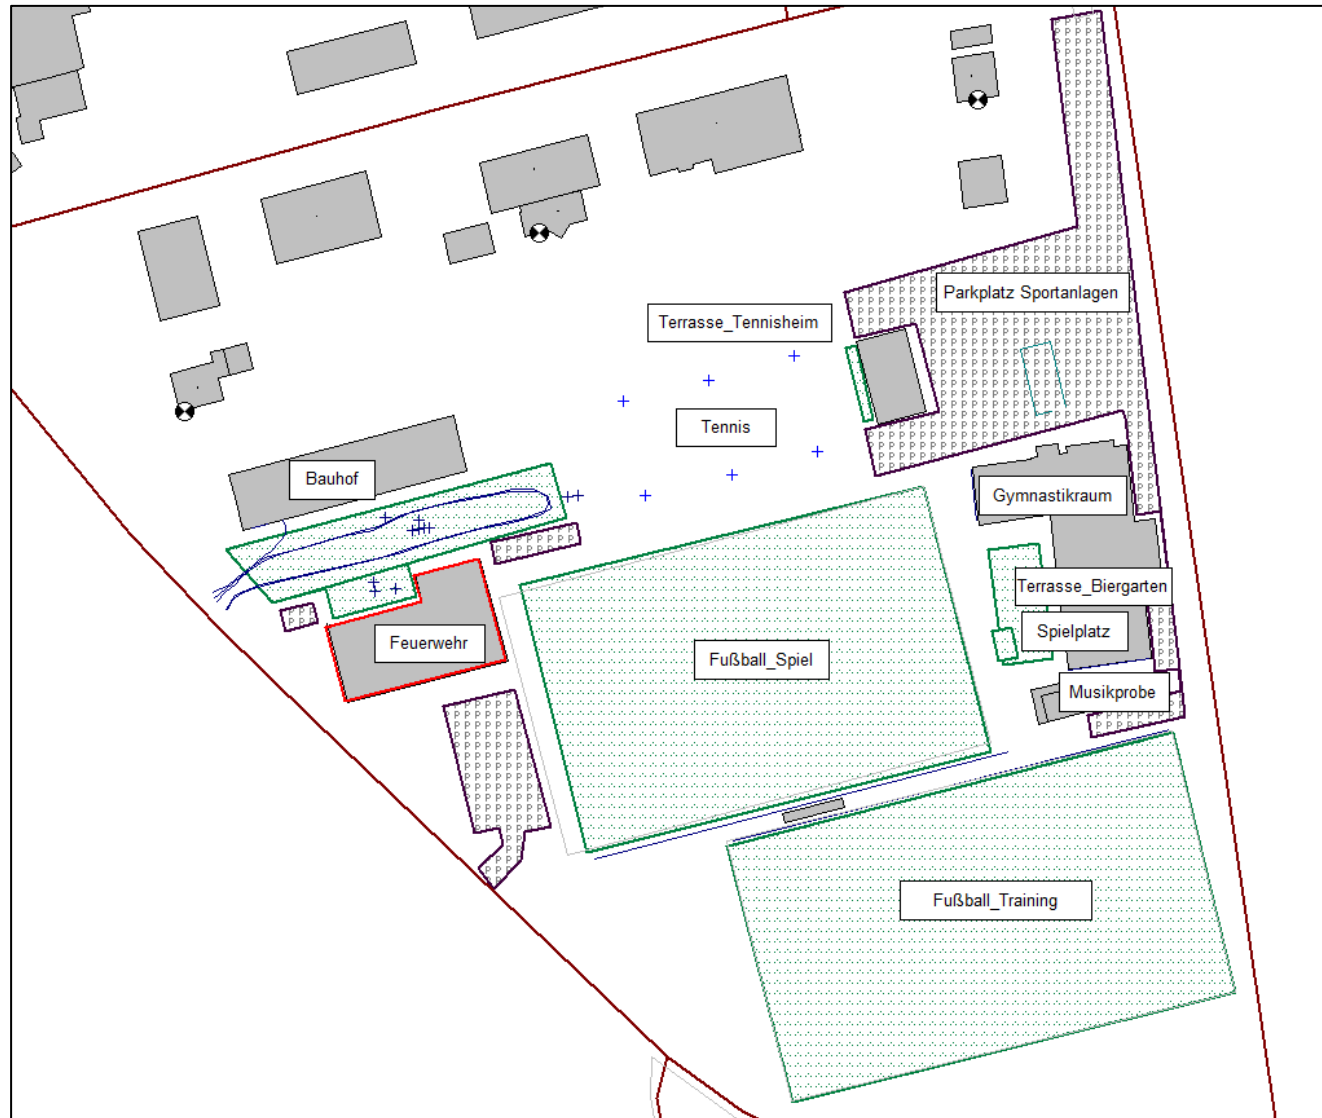 Parkplatz Sportanlagen
Terrasse_Tennisheim
Tennis
Bauhof
Gymnastikraum
Terrasse_Biergarten
Spielplatz
Feuerwehr
Fußball_Spiel
Musikprobe
Fußball_Training